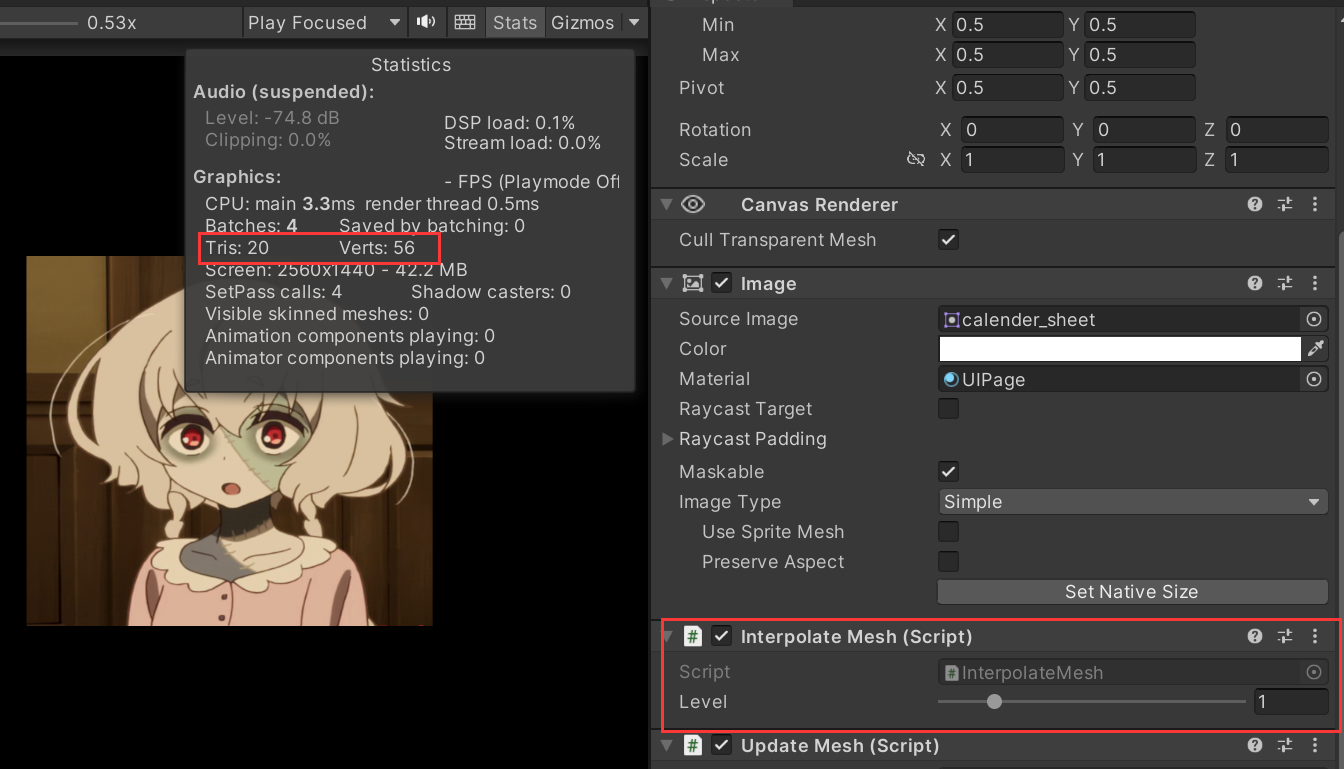 0.53x Play Focused Stats Gizmos
Statistics
Audio (suspended):
Level: -74.8 dB DSP load: 0.1%
Clipping: 0.0% Stream load: 0.0%
Graphics: - FPS (Playmode Off
CPU: main 3.3ms render thread 0.5ms
Batches: 4 Saved by batching: 0
Tris: 20 Verts: 56
Screen: 2560x1440 - 42.2 MB
SetPass calls: 4 Shadow casters: 0
Visible skinned meshes: 0
Animation components playing: 0
Animator components playing: 0
Min X 0.5 Y 0.5
Max X 0.5 Y 0.5
Pivot X 0.5 Y 0.5
Rotation X 0 Y 0 Z 0
Scale X 1 Y 1 Z 1
Canvas Renderer
Cull Transparent Mesh
Image
Source Image calender_sheet
Color
Material UIPage
Raycast Target
Raycast Padding
Maskable
Image Type Simple
Use Sprite Mesh
Preserve Aspect
Set Native Size
# Interpolate Mesh (Script)
Script # InterpolateMesh
Level 1
# Update Mesh (Script)